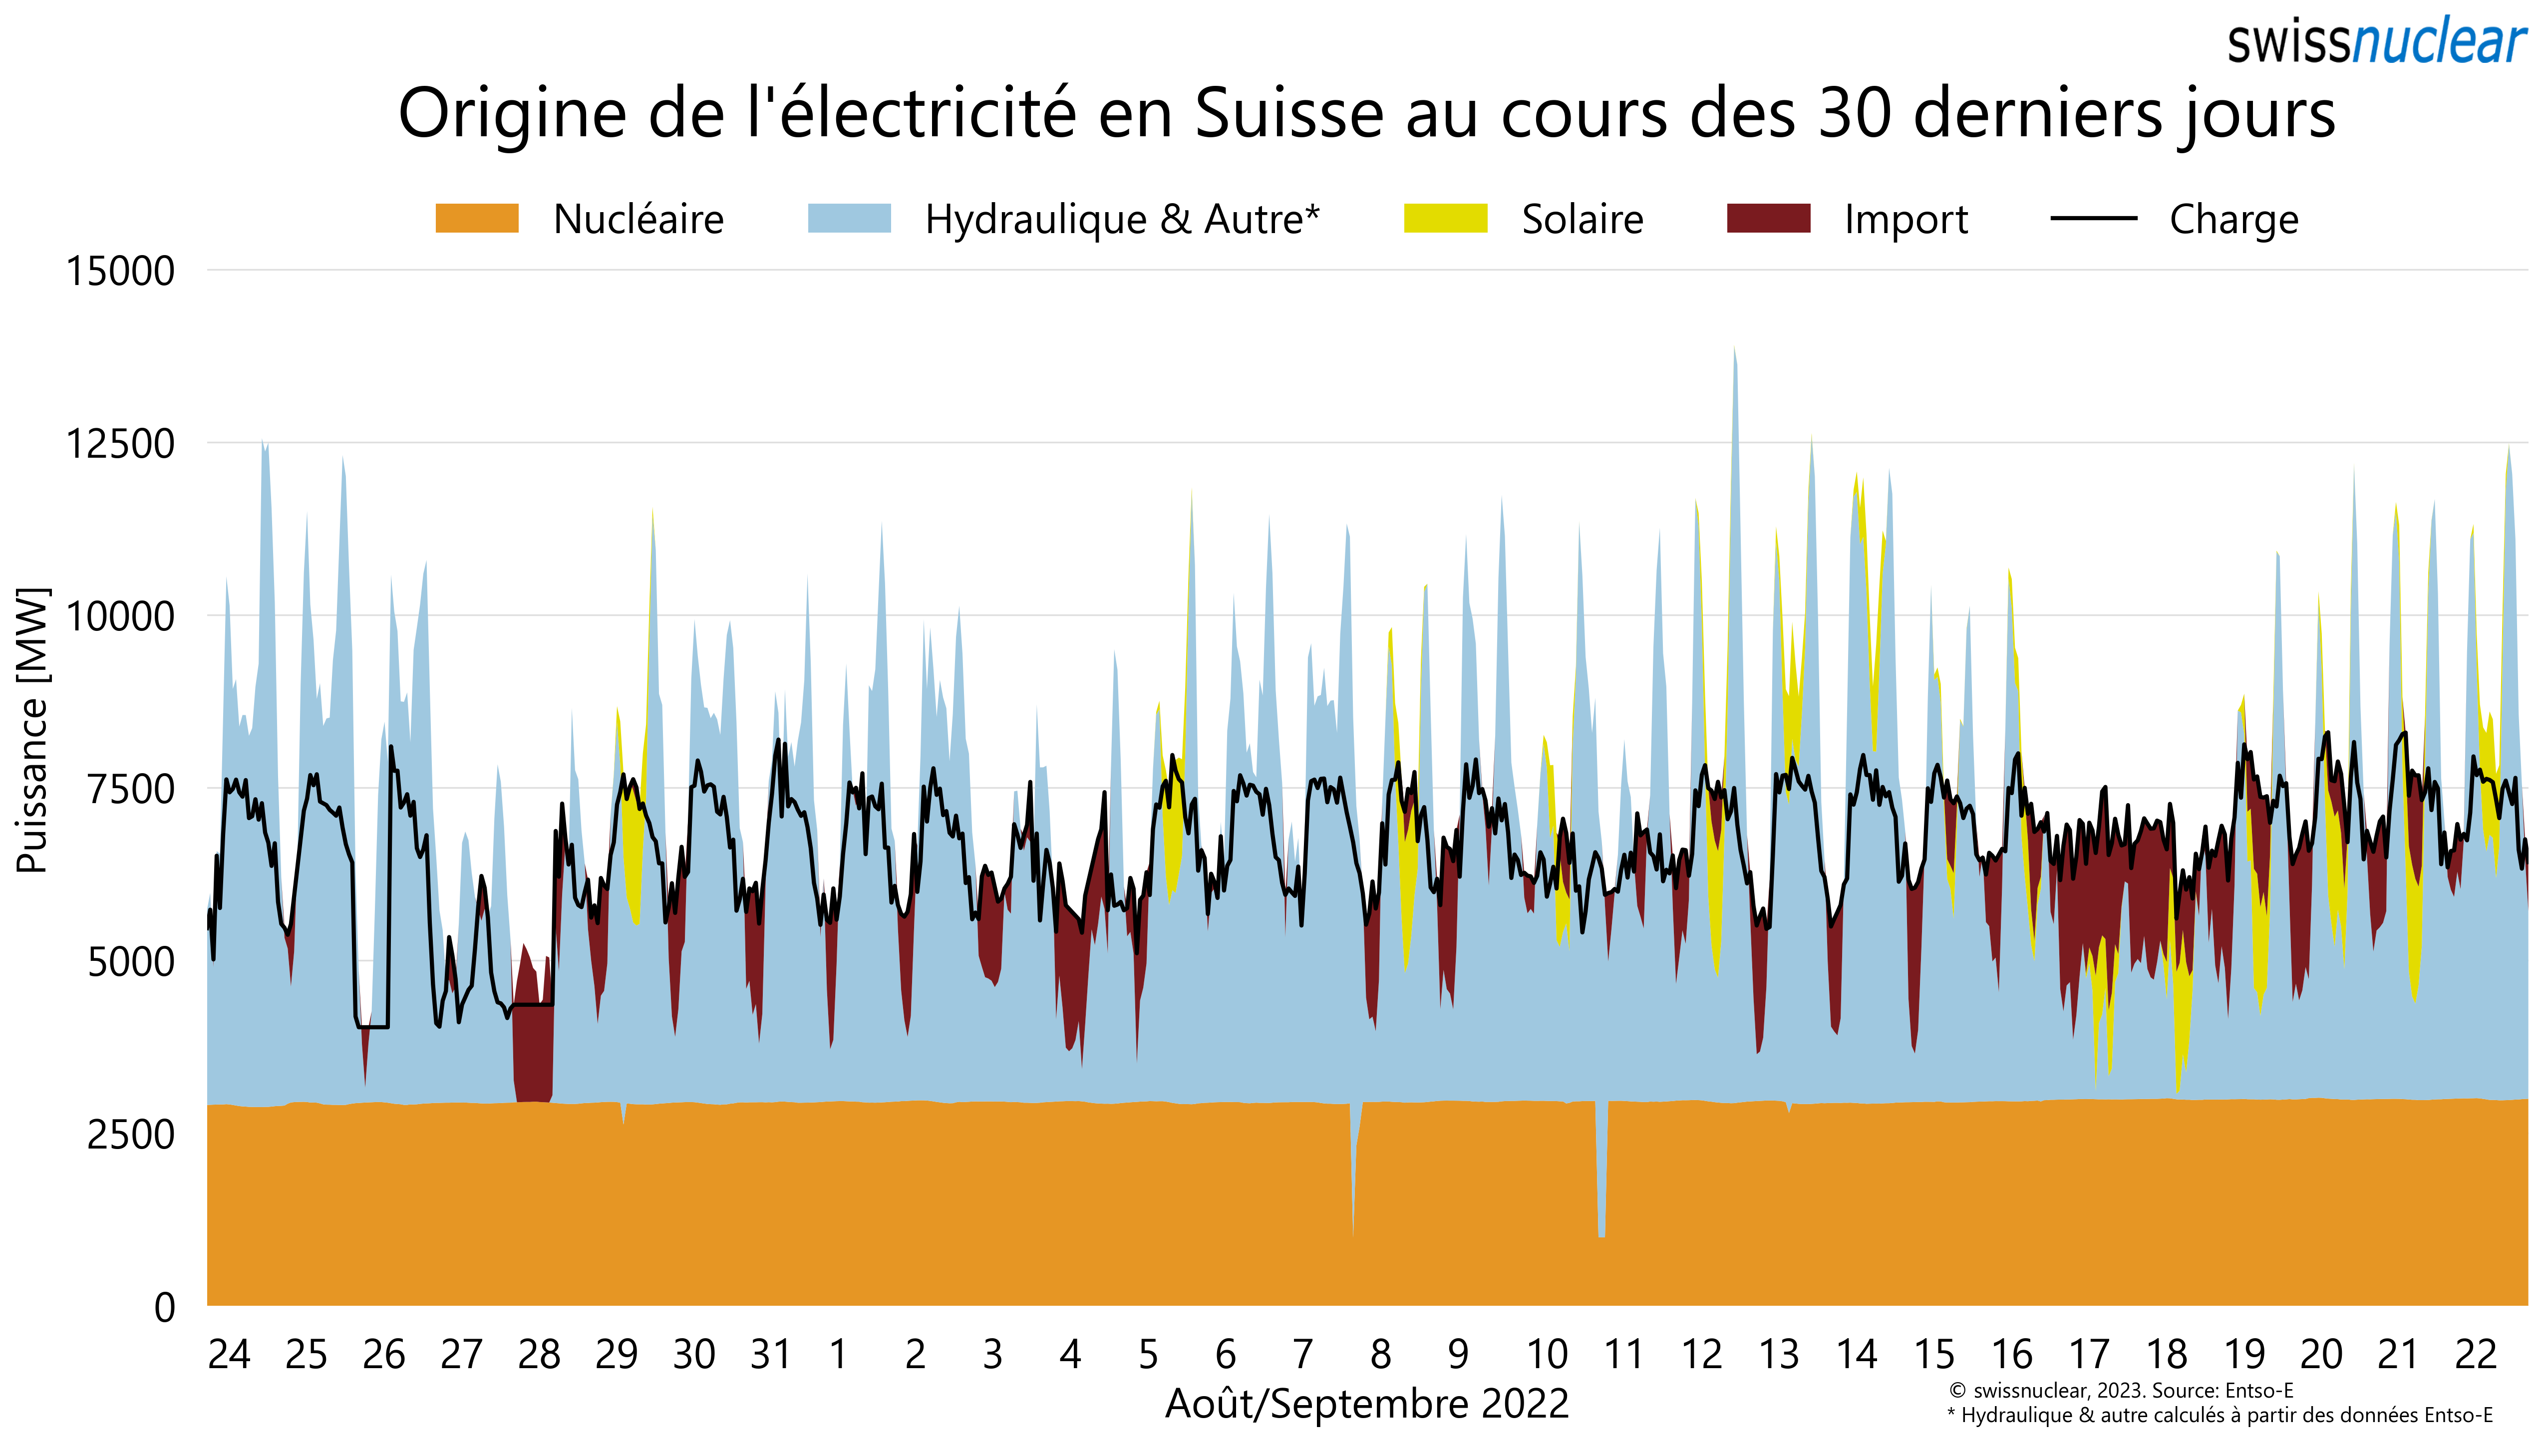 swissnuclear
Origine de l'électricité en Suisse au cours des 30 derniers jours
Nucléaire Hydraulique & Autre* Solaire Import Charge
15000
12500
10000
7500
5000
2500
0
Puissance [MW]
24 25 26 27 28 29 30 31 1 2 3 4 5 6 7 8 9 10 11 12 13 14 15 16 17 18 19 20 21 22
Août/Septembre 2022
© swissnuclear, 2023. Source: Entso-E
* Hydraulique & autre calculés à partir des données Entso-E